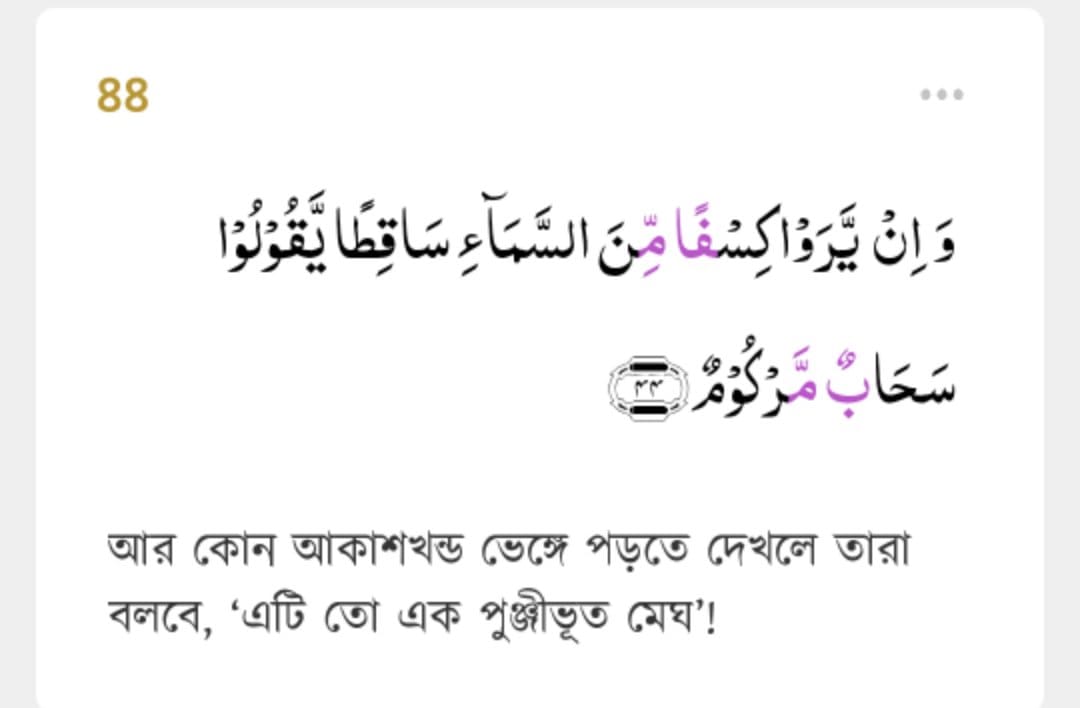 ৪৪
وَ اِنْ يَّرَوْا كِسْفًا مِّنَ السَّمَآءِ سَاقِطًا يَّقُوْلُوْا
سَحَابٌ مَّرْكُوْمٌ ۴۴
আর কোন আকাশখন্ড ভেঙ্গে পড়তে দেখলে তারা
বলবে, ‘এটি তো এক পুঞ্জীভূত মেঘ’!